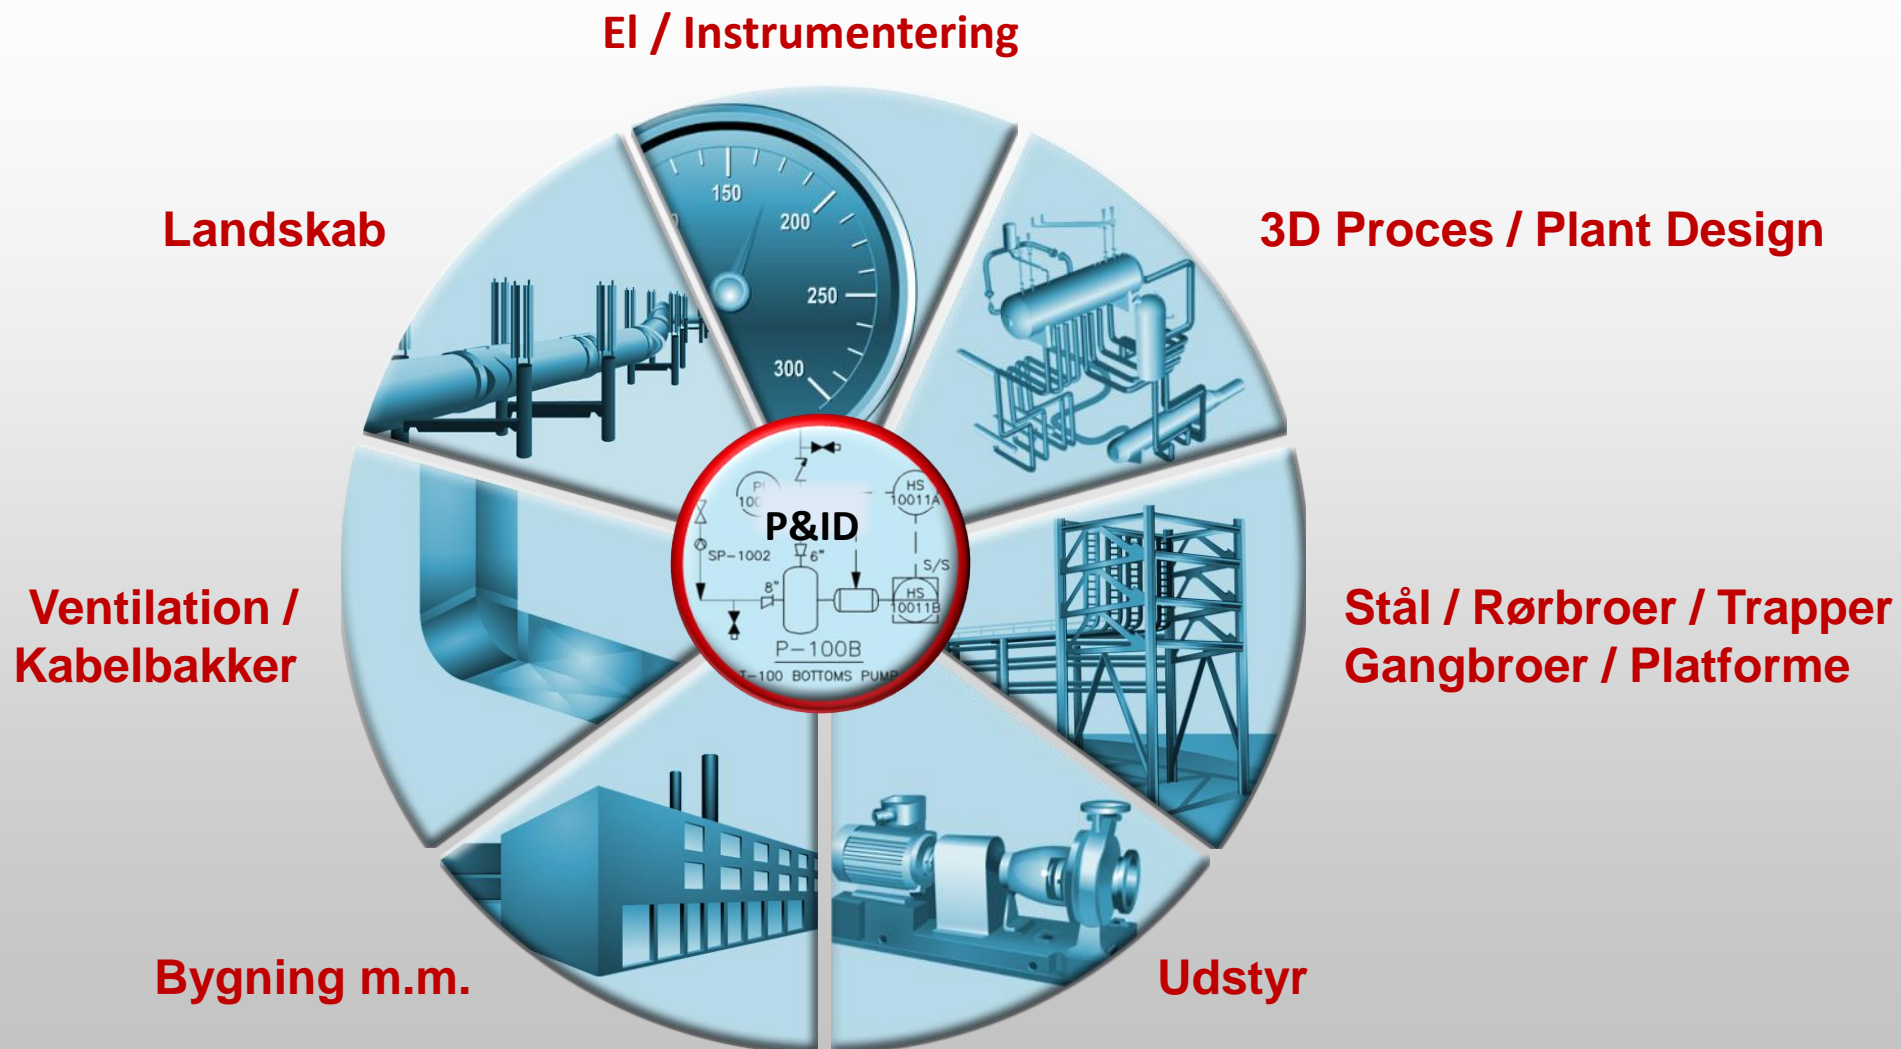 El / Instrumentering
Landskab
3D Proces / Plant Design
150
200
250
300
P&ID
HS
10011A
SP-1002
6"
S/S
8"
HS
10011B
P-100B
T-100 BOTTOMS PUMP
Ventilation /
Kabelbakker
Stål / Rørbroer / Trapper
Gangbroer / Platforme
Bygning m.m.
Udstyr